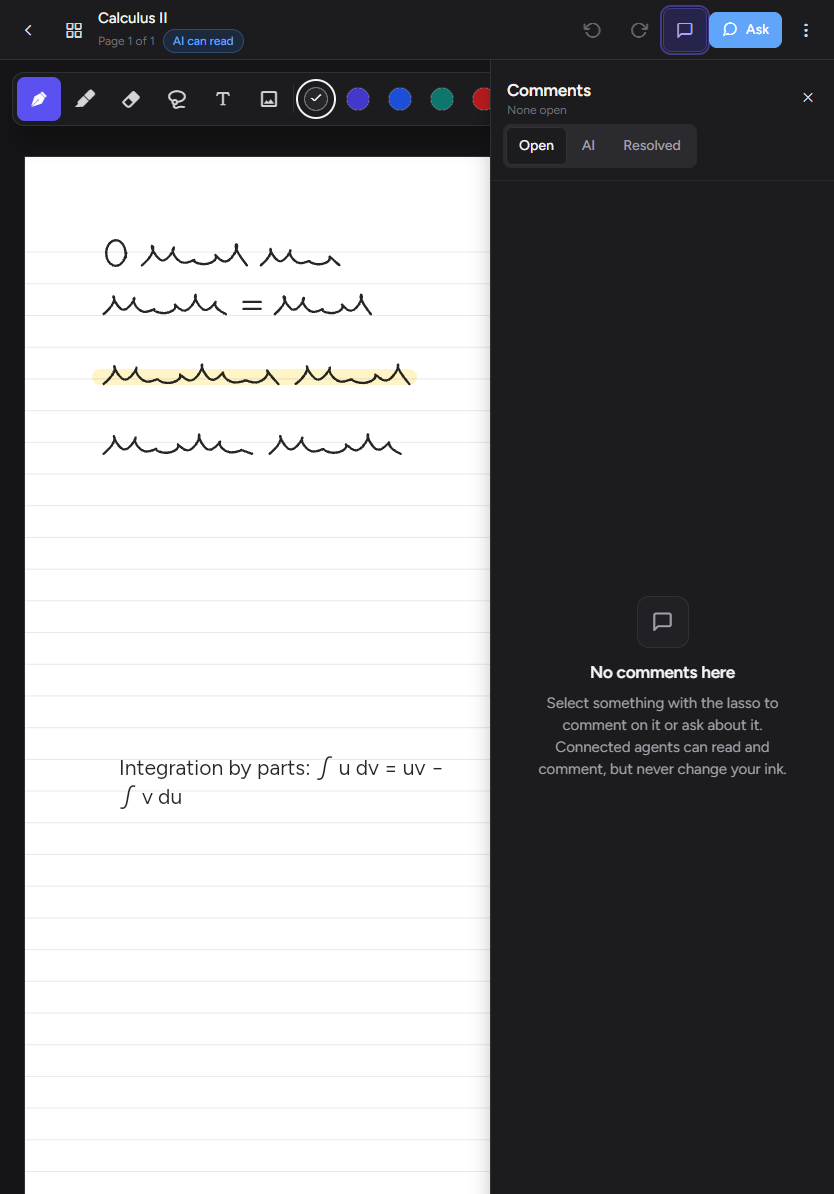 Calculus II
Page 1 of 1 AI can read
Ask
T
Comments
None open
Open AI Resolved
Integration by parts: ∫ u dv = uv −
∫ v du
No comments here
Select something with the lasso to
comment on it or ask about it.
Connected agents can read and
comment, but never change your ink.